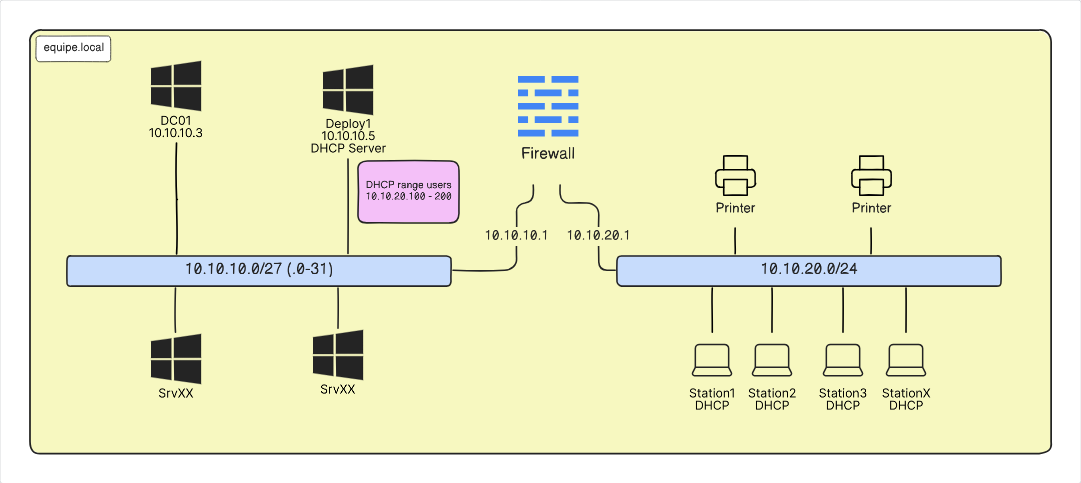 equipe.local
DC01
10.10.10.3
Deploy1
10.10.10.5
DHCP Server
Firewall
DHCP range users
10.10.20.100 - 200
Printer
Printer
10.10.10.1
10.10.20.1
10.10.10.0/27 (.0-31)
10.10.20.0/24
SrvXX
SrvXX
Station1
DHCP
Station2
DHCP
Station3
DHCP
StationX
DHCP